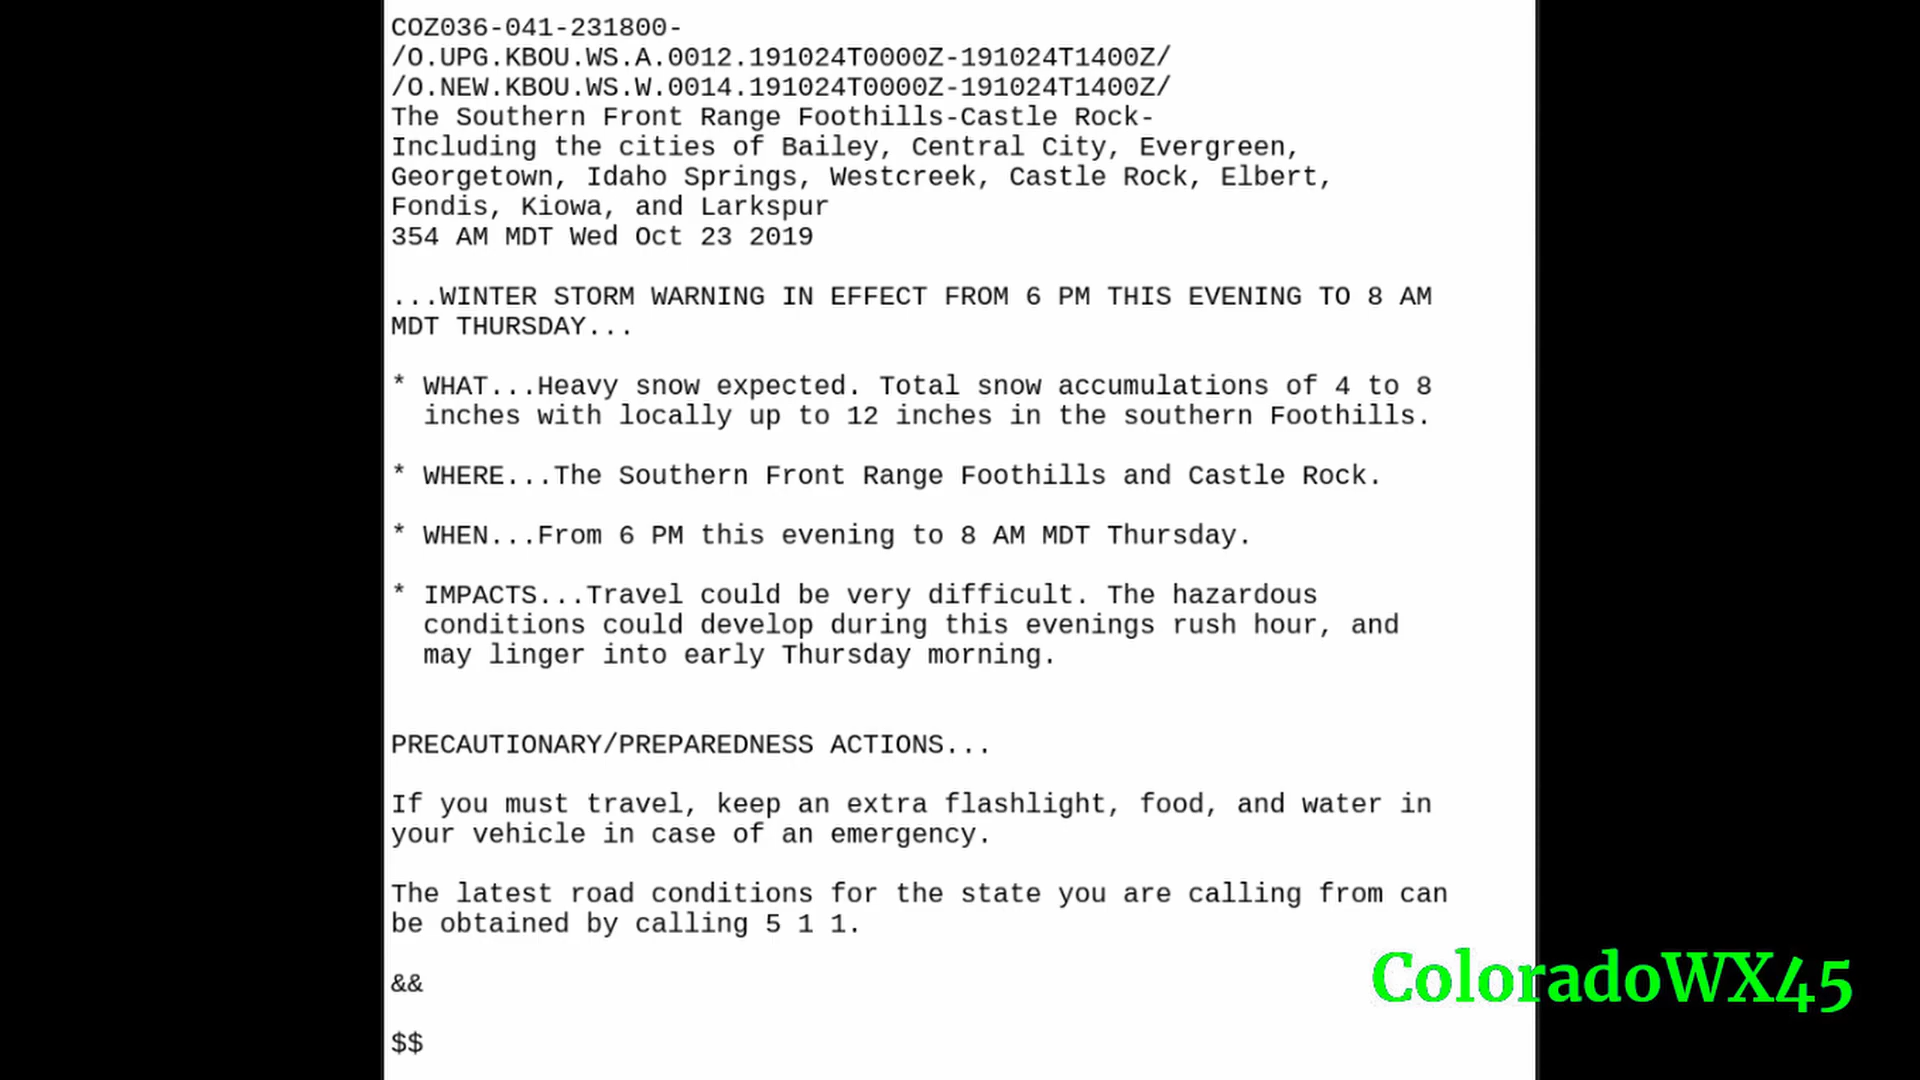 COZ036-041-231800-
/O.UPG.KBOU.WS.A.0012.191024T0000Z-191024T1400Z/
/O.NEW.KBOU.WS.W.0014.191024T0000Z-191024T1400Z/
The Southern Front Range Foothills-Castle Rock-
Including the cities of Bailey, Central City, Evergreen,
Georgetown, Idaho Springs, Westcreek, Castle Rock, Elbert,
Fondis, Kiowa, and Larkspur
354 AM MDT Wed Oct 23 2019
...WINTER STORM WARNING IN EFFECT FROM 6 PM THIS EVENING TO 8 AM
MDT THURSDAY...
* WHAT...Heavy snow expected. Total snow accumulations of 4 to 8
inches with locally up to 12 inches in the southern Foothills.
* WHERE...The Southern Front Range Foothills and Castle Rock.
* WHEN...From 6 PM this evening to 8 AM MDT Thursday.
* IMPACTS...Travel could be very difficult. The hazardous
conditions could develop during this evenings rush hour, and
may linger into early Thursday morning.
PRECAUTIONARY/PREPAREDNESS ACTIONS...
If you must travel, keep an extra flashlight, food, and water in
your vehicle in case of an emergency.
The latest road conditions for the state you are calling from can
be obtained by calling 5 1 1.
&&
$$
ColoradoWX45